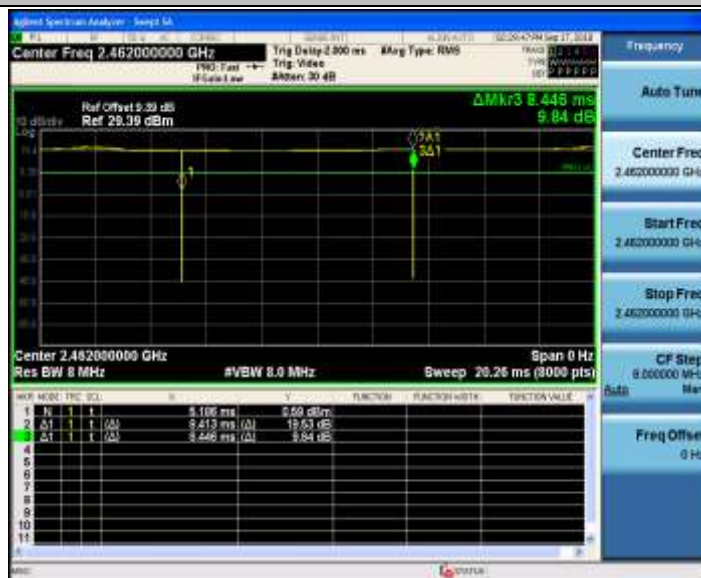 Agilent Spectrum Analyzer - Swept SA
Center Freq 2.462000000 GHz
Trig Delay-2.000 ms #Avg Type: RMS
PNO: Fast Trig: Video
IFGain:Low #Atten: 30 dB
Frequency
Auto Tune
Ref Offset 9.39 dB
10 dB/div Ref 29.39 dBm
Log
ΔMkr3 8.446 ms
9.84 dB
2Δ1
3Δ1
1
Center Freq
2.462000000 GHz
Start Freq
2.462000000 GHz
Stop Freq
2.462000000 GHz
CF Step
8.000000 MHz
Auto Man
Freq Offset
0 Hz
Center 2.462000000 GHz Span 0 Hz
Res BW 8 MHz #VBW 8.0 MHz Sweep 20.26 ms (8000 pts)
MKR MODE TRC SCL X Y FUNCTION FUNCTION WIDTH FUNCTION VALUE
1 N 1 t 5.186 ms 0.59 dBm
2 Δ1 1 t (Δ) 8.413 ms (Δ) 19.53 dB
3 Δ1 1 t (Δ) 8.446 ms (Δ) 9.84 dB
4
5
6
7
8
9
10
11
MSG STATUS